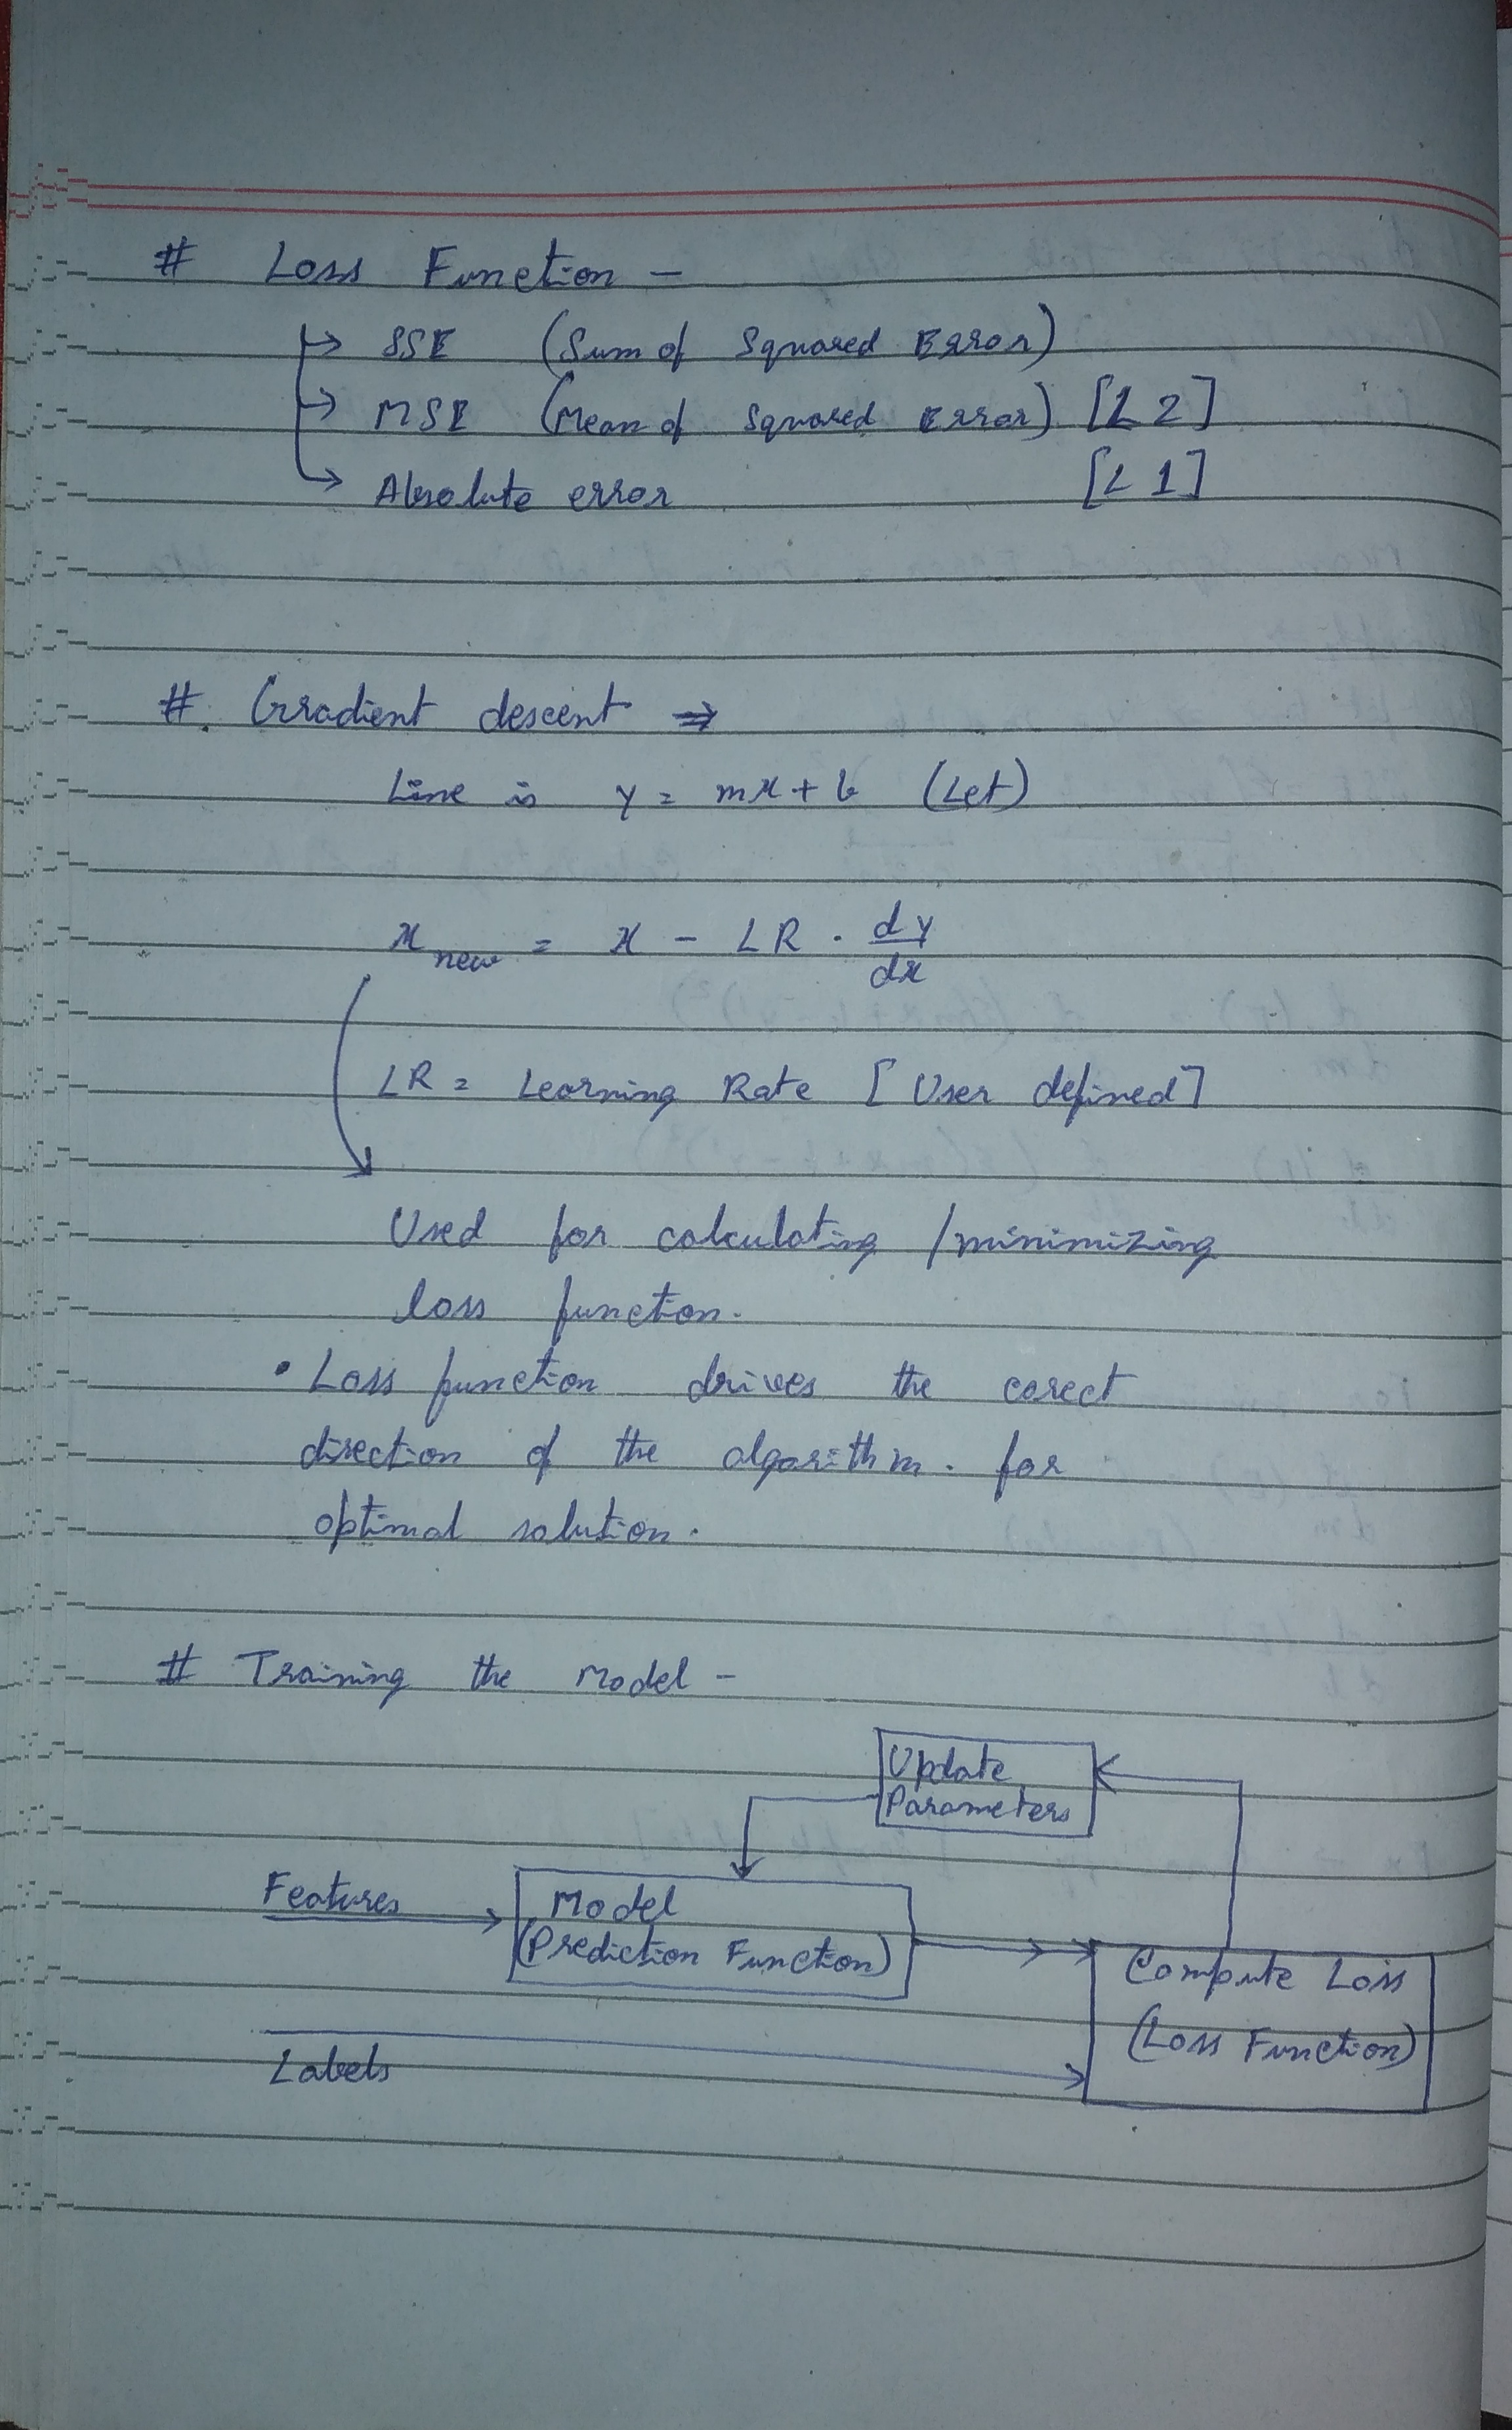 # Loss Function -
SSE (Sum of Squared Error)
MSE (Mean of Squared Error) [L 2]
Absolute error [L 1]
#. Gradient descent ⇒
Line is y = mx + b (Let)
x new = x - LR . dy/dx
LR = Learning Rate [User defined]
Used for calculating / minimizing
loss function.
• Loss function drives the corect
direction of the algorithm. for
optimal solution.
# Training the Model -
Update
Parameters
Features
Model
(Prediction Function)
Compute Loss
(Loss Function)
Labels